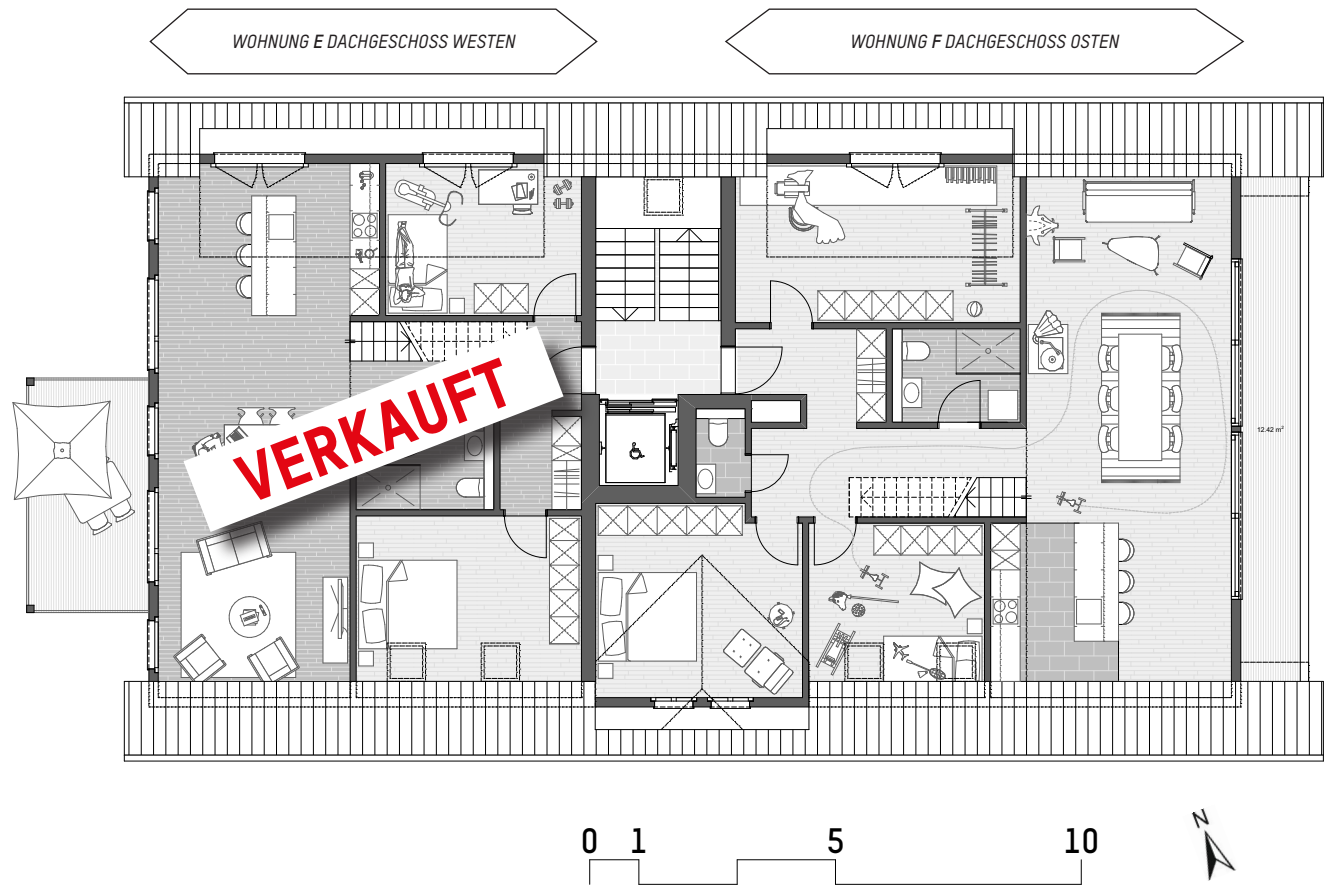 WOHNUNG E DACHGESCHOSS WESTEN
WOHNUNG F DACHGESCHOSS OSTEN
VERKAUFT
12.42 m²
0 1 5 10
N